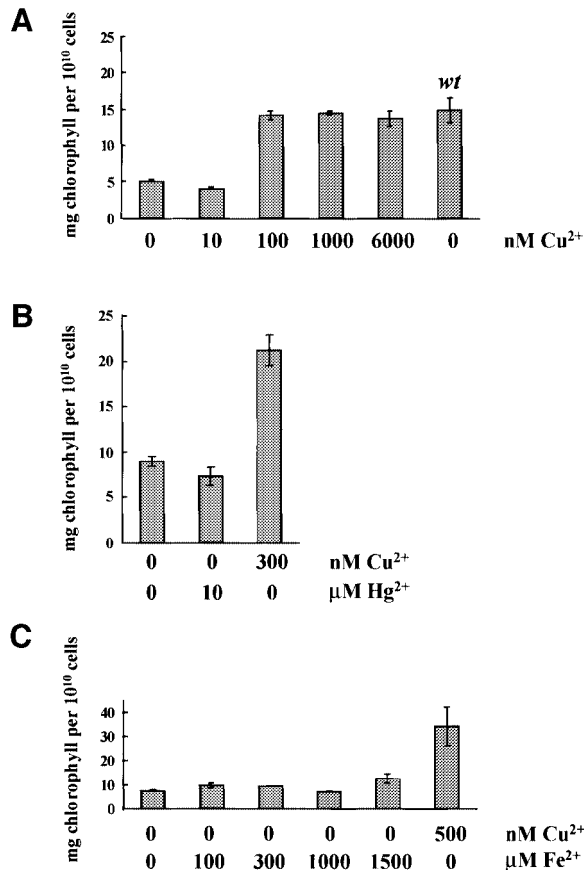 A
mg chlorophyll per 10¹⁰ cells
25
20
15
10
5
0
wt
0 10 100 1000 6000 0 nM Cu²⁺
B
mg chlorophyll per 10¹⁰ cells
25
20
15
10
5
0
0 0 300 nM Cu²⁺
0 10 0 μM Hg²⁺
C
mg chlorophyll per 10¹⁰ cells
40
30
20
10
0
0 0 0 0 0 500 nM Cu²⁺
0 100 300 1000 1500 0 μM Fe²⁺